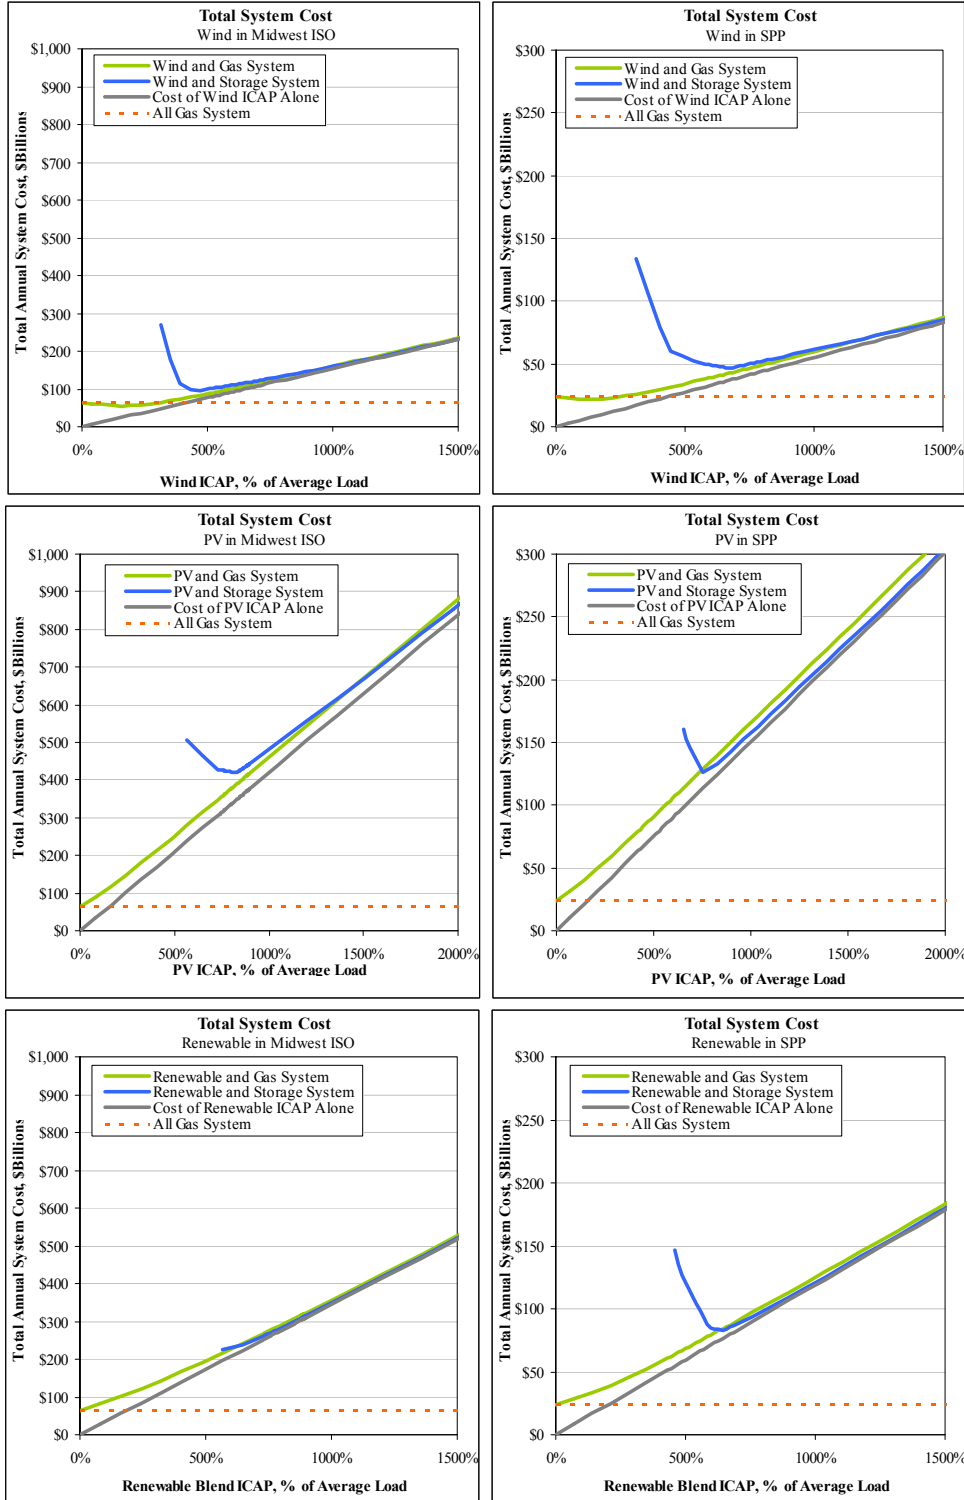 Total System Cost
Wind in Midwest ISO
$1,000
$900
$800
$700
$600
$500
$400
$300
$200
$100
$0
Total Annual System Cost, $Billions
Wind and Gas System
Wind and Storage System
Cost of Wind ICAP Alone
All Gas System
0%
500%
1000%
1500%
Wind ICAP, % of Average Load
Total System Cost
Wind in SPP
$300
$250
$200
$150
$100
$50
$0
Total Annual System Cost, $Billions
Wind and Gas System
Wind and Storage System
Cost of Wind ICAP Alone
All Gas System
0%
500%
1000%
1500%
Wind ICAP, % of Average Load
Total System Cost
PV in Midwest ISO
$1,000
$900
$800
$700
$600
$500
$400
$300
$200
$100
$0
Total Annual System Cost, $Billions
PV and Gas System
PV and Storage System
Cost of PV ICAP Alone
All Gas System
0%
500%
1000%
1500%
2000%
PV ICAP, % of Average Load
Total System Cost
PV in SPP
$300
$250
$200
$150
$100
$50
$0
Total Annual System Cost, $Billions
PV and Gas System
PV and Storage System
Cost of PV ICAP Alone
All Gas System
0%
500%
1000%
1500%
2000%
PV ICAP, % of Average Load
Total System Cost
Renewable in Midwest ISO
$1,000
$900
$800
$700
$600
$500
$400
$300
$200
$100
$0
Total Annual System Cost, $Billions
Renewable and Gas System
Renewable and Storage System
Cost of Renewable ICAP Alone
All Gas System
0%
500%
1000%
1500%
Renewable Blend ICAP, % of Average Load
Total System Cost
Renewable in SPP
$300
$250
$200
$150
$100
$50
$0
Total Annual System Cost, $Billions
Renewable and Gas System
Renewable and Storage System
Cost of Renewable ICAP Alone
All Gas System
0%
500%
1000%
1500%
Renewable Blend ICAP, % of Average Load